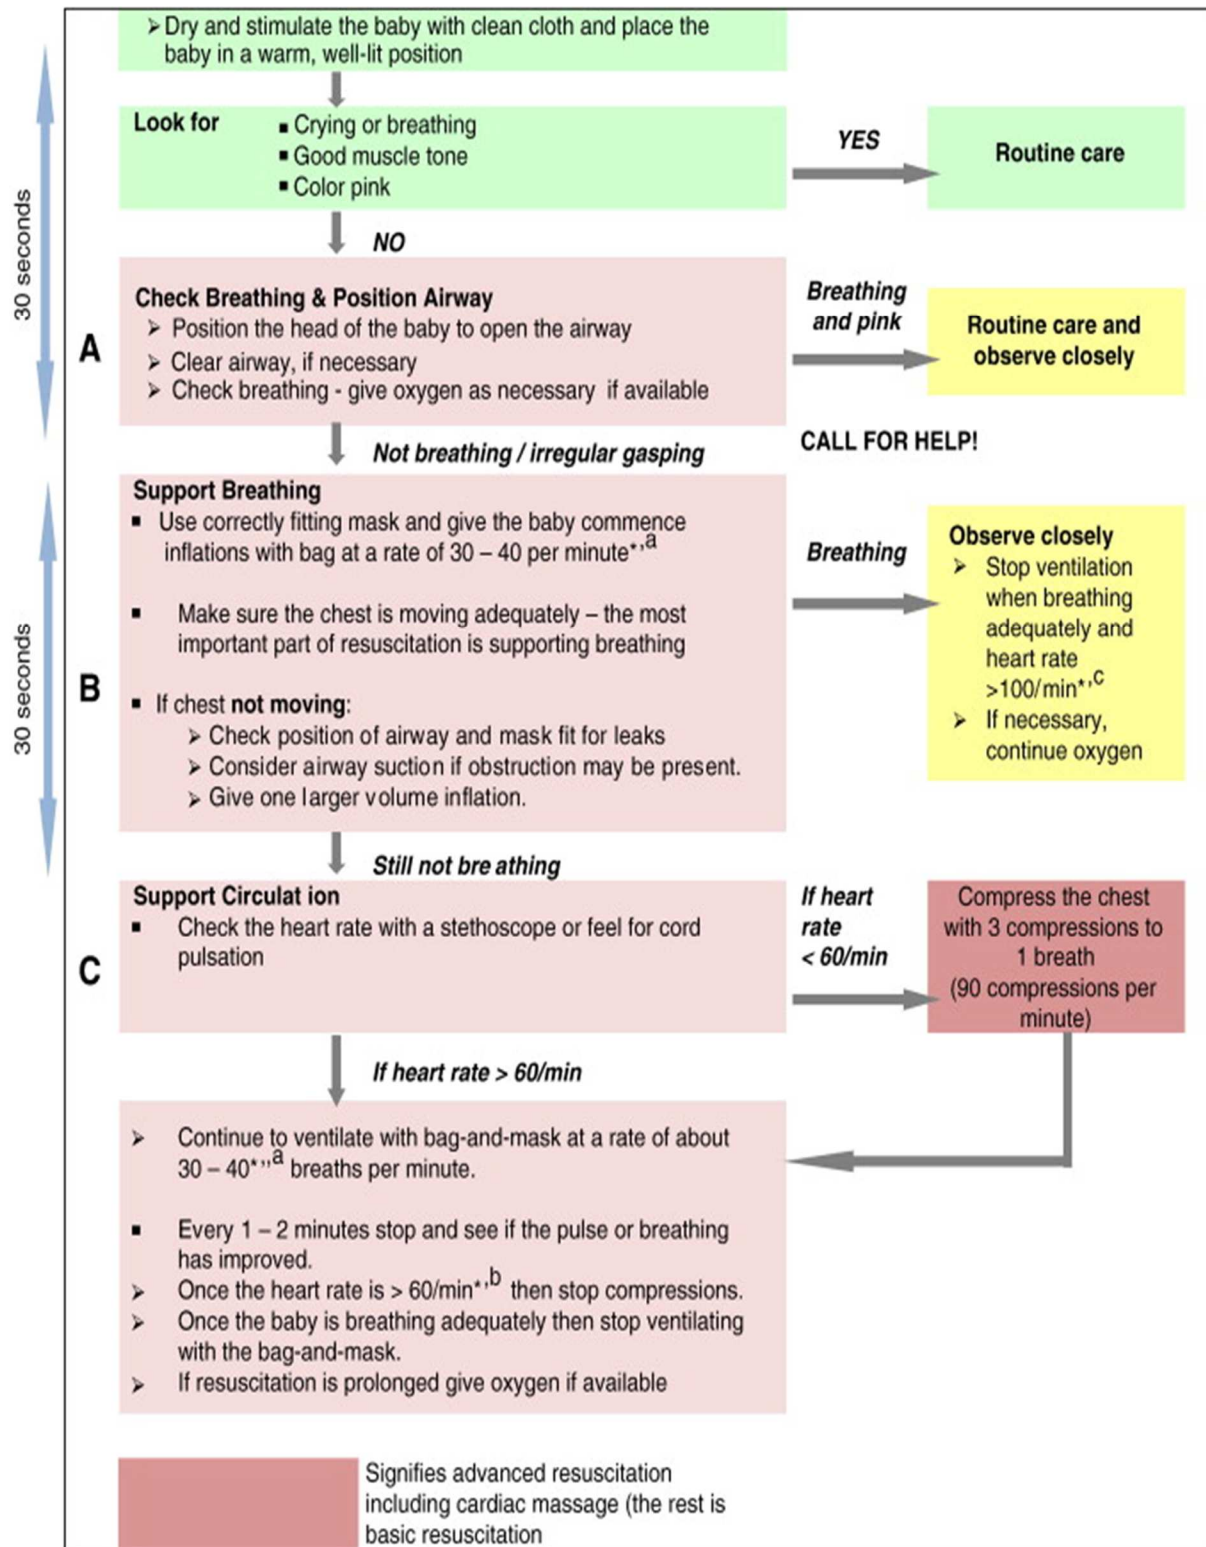 ➢ Dry and stimulate the baby with clean cloth and place the
baby in a warm, well-lit position
Look for
▪ Crying or breathing
▪ Good muscle tone
▪ Color pink
YES
Routine care
30 seconds
NO
A
Check Breathing & Position Airway
➢ Position the head of the baby to open the airway
➢ Clear airway, if necessary
➢ Check breathing - give oxygen as necessary if available
Breathing
and pink
Routine care and
observe closely
Not breathing / irregular gasping
CALL FOR HELP!
30 seconds
B
Support Breathing
▪ Use correctly fitting mask and give the baby commence
inflations with bag at a rate of 30 – 40 per minute*,a
▪ Make sure the chest is moving adequately – the most
important part of resuscitation is supporting breathing
▪ If chest not moving:
➢ Check position of airway and mask fit for leaks
➢ Consider airway suction if obstruction may be present.
➢ Give one larger volume inflation.
Breathing
Observe closely
➢ Stop ventilation
when breathing
adequately and
heart rate
>100/min*,c
➢ If necessary,
continue oxygen
Still not bre athing
C
Support Circulat ion
▪ Check the heart rate with a stethoscope or feel for cord
pulsation
If heart
rate
< 60/min
Compress the chest
with 3 compressions to
1 breath
(90 compressions per
minute)
If heart rate > 60/min
➢ Continue to ventilate with bag-and-mask at a rate of about
30 – 40*,,a breaths per minute.
▪ Every 1 – 2 minutes stop and see if the pulse or breathing
has improved.
➢ Once the heart rate is > 60/min*,b then stop compressions.
➢ Once the baby is breathing adequately then stop ventilating
with the bag-and-mask.
➢ If resuscitation is prolonged give oxygen if available
Signifies advanced resuscitation
including cardiac massage (the rest is
basic resuscitation